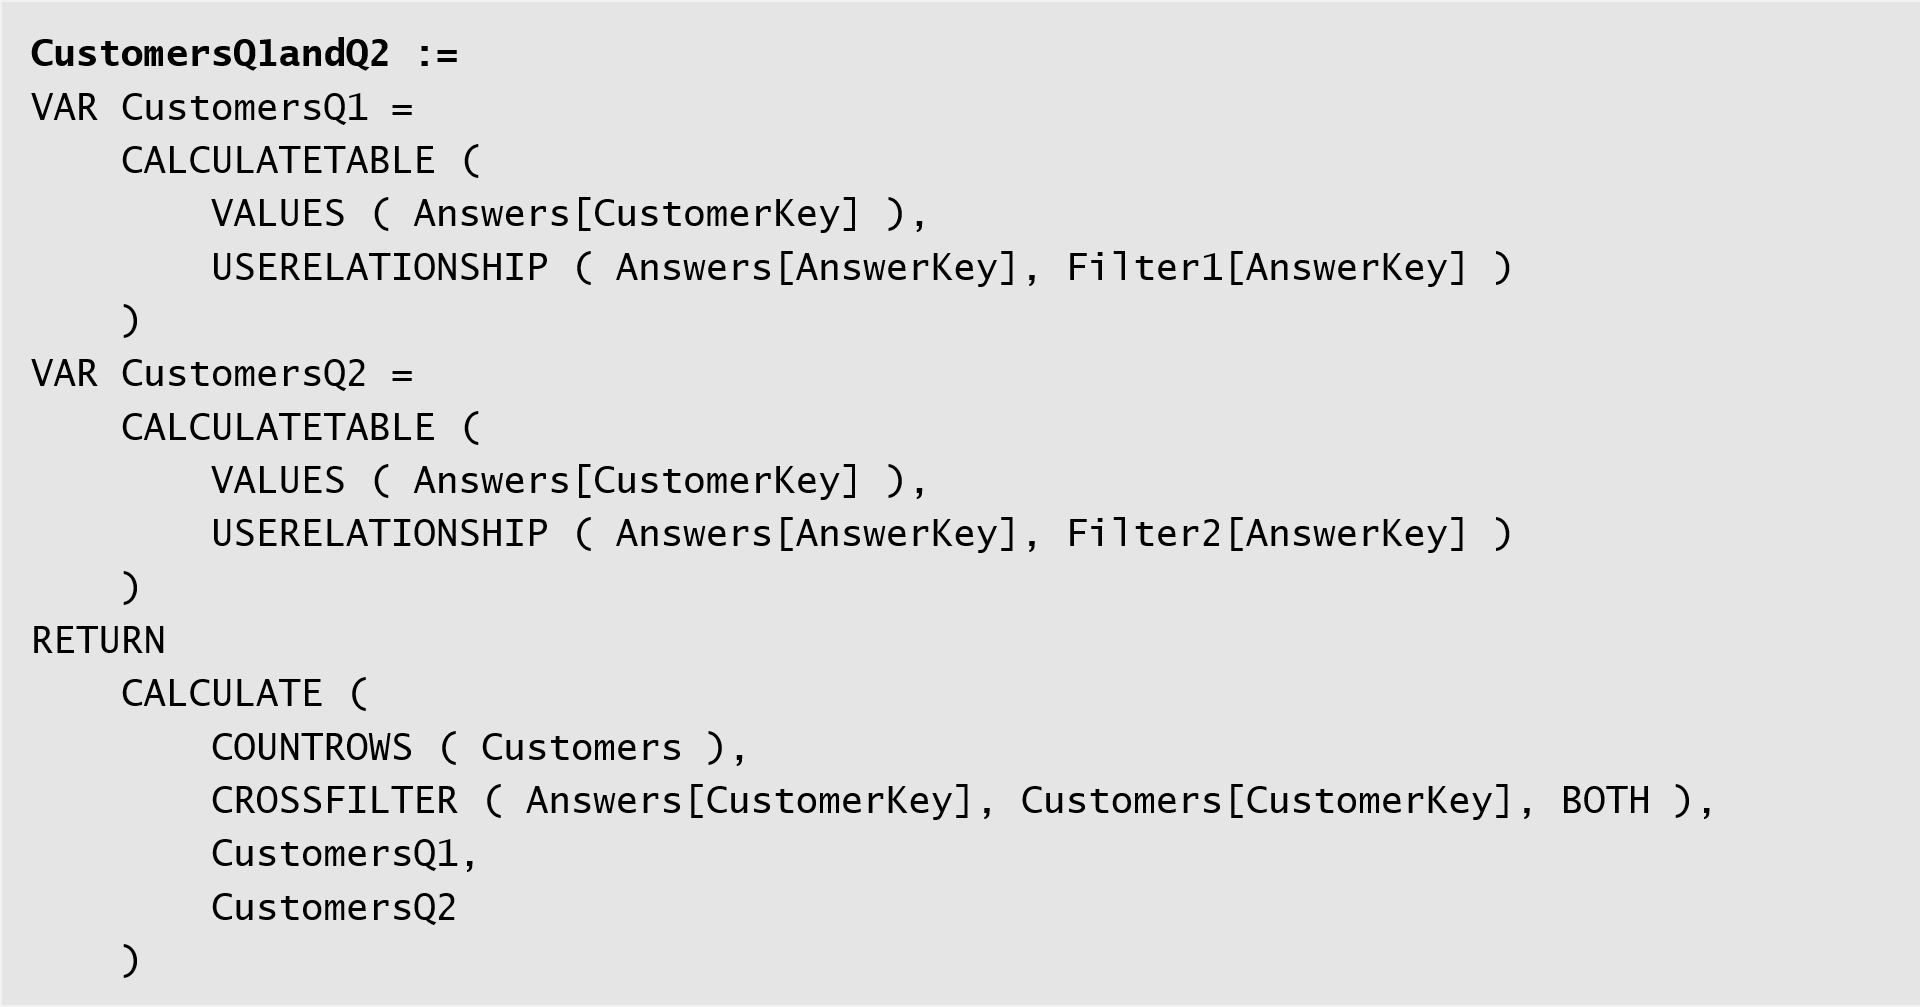 CustomersQ1andQ2 :=
VAR CustomersQ1 =
    CALCULATETABLE (
        VALUES ( Answers[CustomerKey] ),
        USERELATIONSHIP ( Answers[AnswerKey], Filter1[AnswerKey] )
    )
VAR CustomersQ2 =
    CALCULATETABLE (
        VALUES ( Answers[CustomerKey] ),
        USERELATIONSHIP ( Answers[AnswerKey], Filter2[AnswerKey] )
    )
RETURN
    CALCULATE (
        COUNTROWS ( Customers ),
        CROSSFILTER ( Answers[CustomerKey], Customers[CustomerKey], BOTH ),
        CustomersQ1,
        CustomersQ2
    )